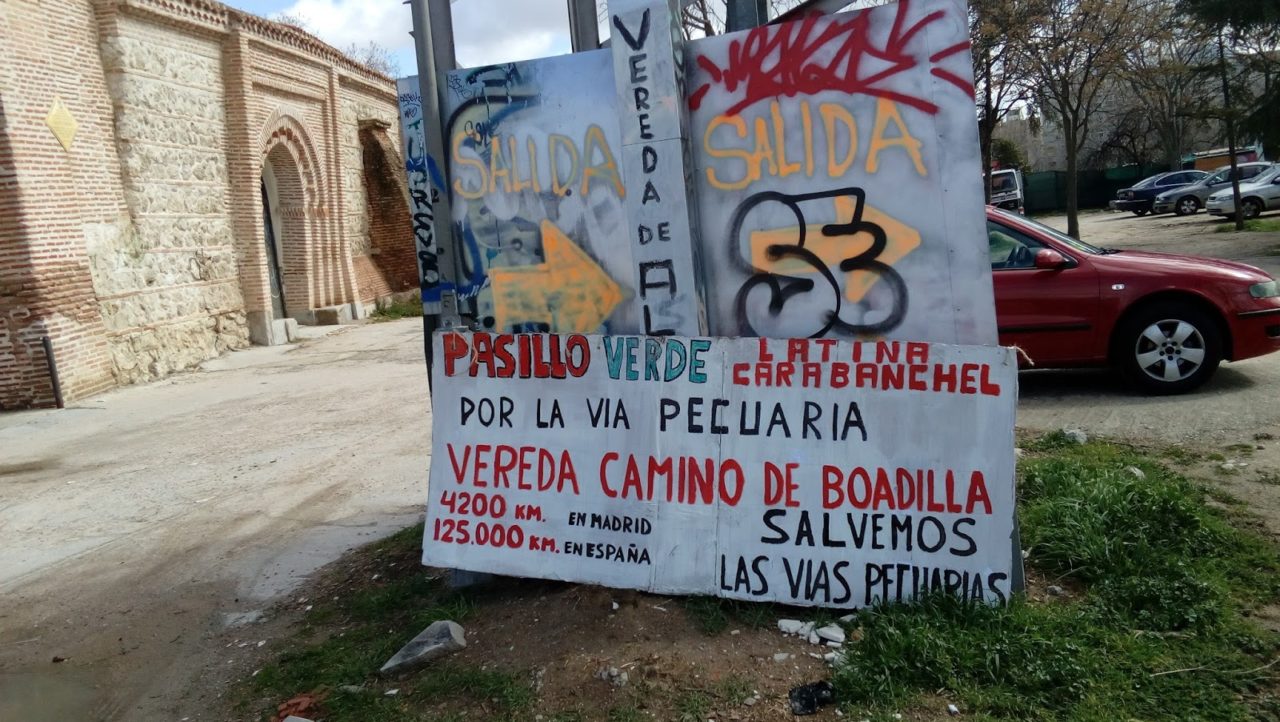 VEREDA DE AL
SALIDA
SALIDA
PASILLO VERDE LATINA
CARABANCHEL
POR LA VIA PECUARIA
VEREDA CAMINO DE BOADILLA
4200 KM. EN MADRID
125.000 KM. EN ESPAÑA
SALVEMOS
LAS VIAS PECUARIAS